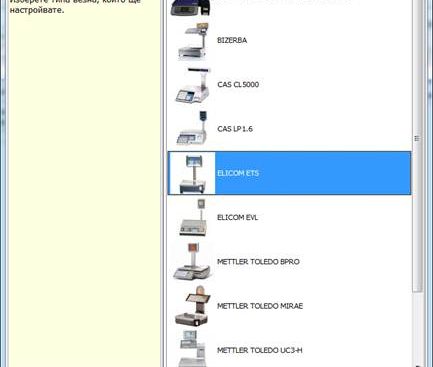 Изберете типа везна, които ще
настройвате.
BIZERBA
CAS CL5000
CAS LP1.6
ELICOM ETS
ELICOM EVL
METTLER TOLEDO BPRO
METTLER TOLEDO MIRAE
METTLER TOLEDO UC3-H